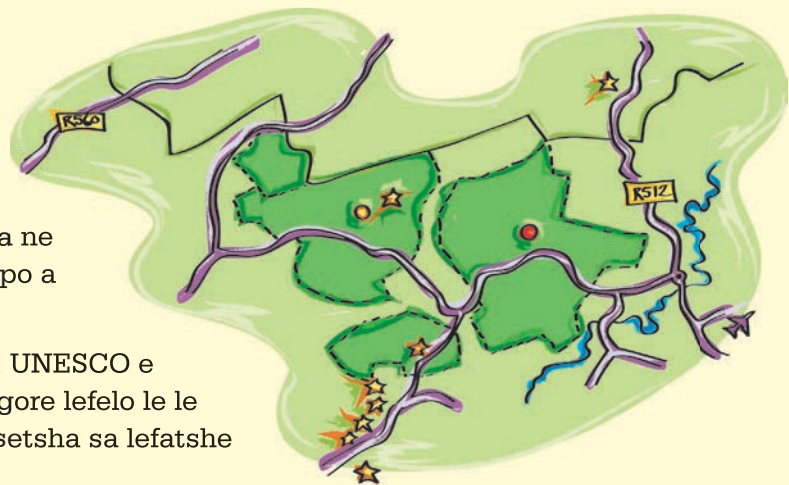 R560
R512
a ne
po a
UNESCO e
gore lefelo le le
setsha sa lefatshe